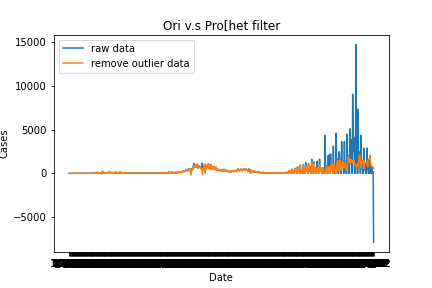 Ori v.s Pro[het filter
raw data
remove outlier data
15000
10000
5000
0
−5000
Cases
Date